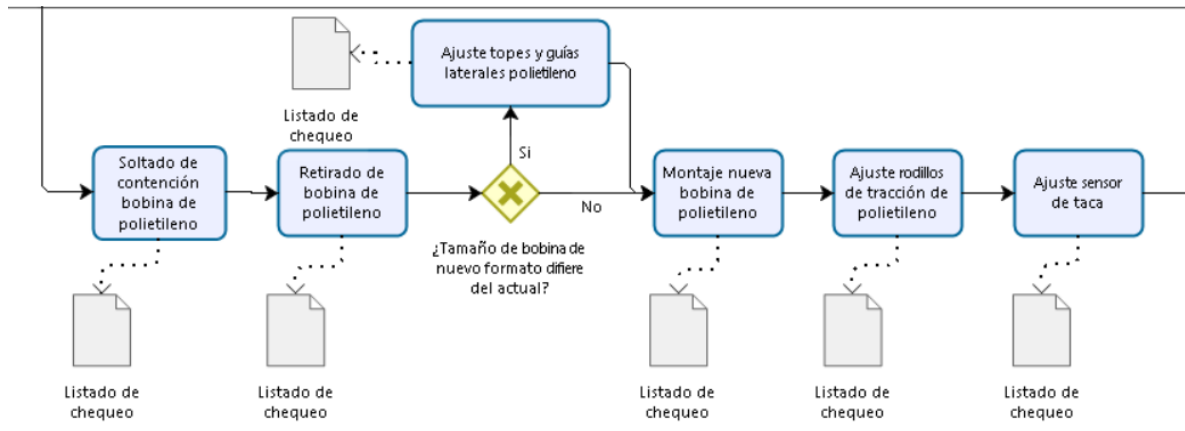 Ajuste topes y guías
laterales polietileno
Listado de
chequeo
Soltado de
contención
bobina de
polietileno
Retirado de
bobina de
polietileno
Si
No
¿Tamaño de bobina de
nuevo formato difiere
del actual?
Montaje nueva
bobina de
polietileno
Ajuste rodillos
de tracción de
polietileno
Ajuste sensor
de taca
Listado de
chequeo
Listado de
chequeo
Listado de
chequeo
Listado de
chequeo
Listado de
chequeo